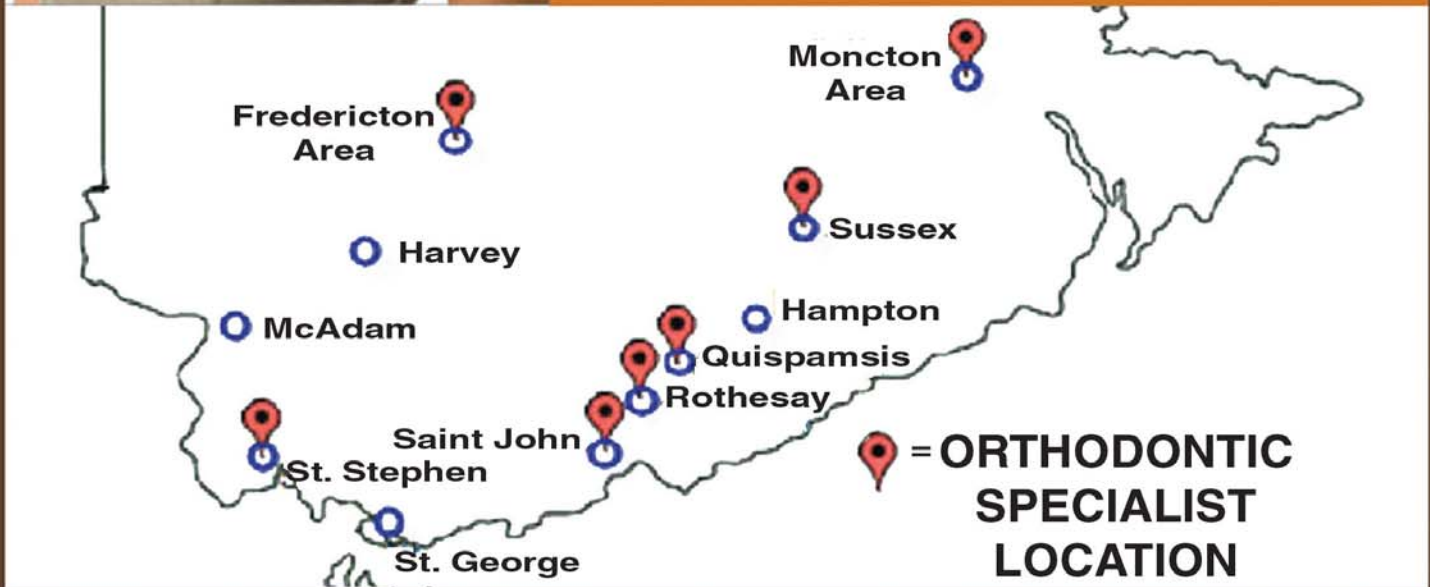 Moncton
Area
Fredericton
Area
Sussex
Harvey
Hampton
McAdam
Quispamsis
Rothesay
Saint John
St. Stephen
St. George
= ORTHODONTIC
SPECIALIST
LOCATION